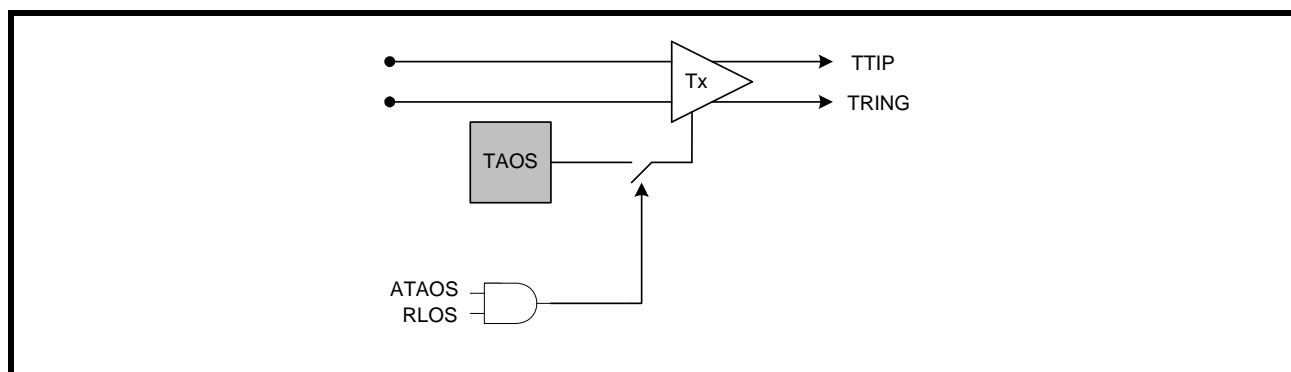 TTIP
Tx
TRING
TAOS
ATAOS
RLOS